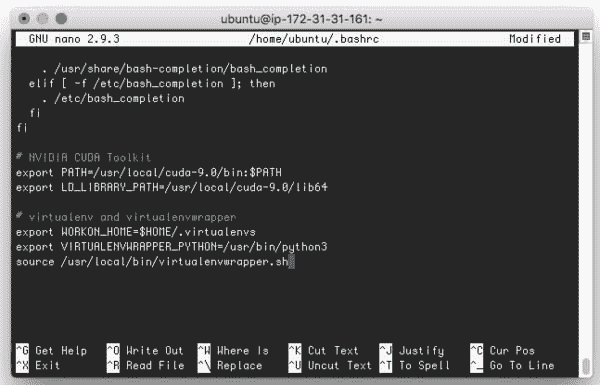 ubuntu@ip-172-31-31-161: ~
GNU nano 2.9.3 /home/ubuntu/.bashrc Modified
. /usr/share/bash-completion/bash_completion
elif [ -f /etc/bash_completion ]; then
. /etc/bash_completion
fi
fi
# NVIDIA CUDA Toolkit
export PATH=/usr/local/cuda-9.0/bin:$PATH
export LD_LIBRARY_PATH=/usr/local/cuda-9.0/lib64
# virtualenv and virtualenvwrapper
export WORKON_HOME=$HOME/.virtualenvs
export VIRTUALENVWRAPPER_PYTHON=/usr/bin/python3
source /usr/local/bin/virtualenvwrapper.sh
^G Get Help ^O Write Out ^W Where Is ^K Cut Text ^J Justify ^C Cur Pos
^X Exit ^R Read File ^\ Replace ^U Uncut Text ^T To Spell ^_ Go To Line